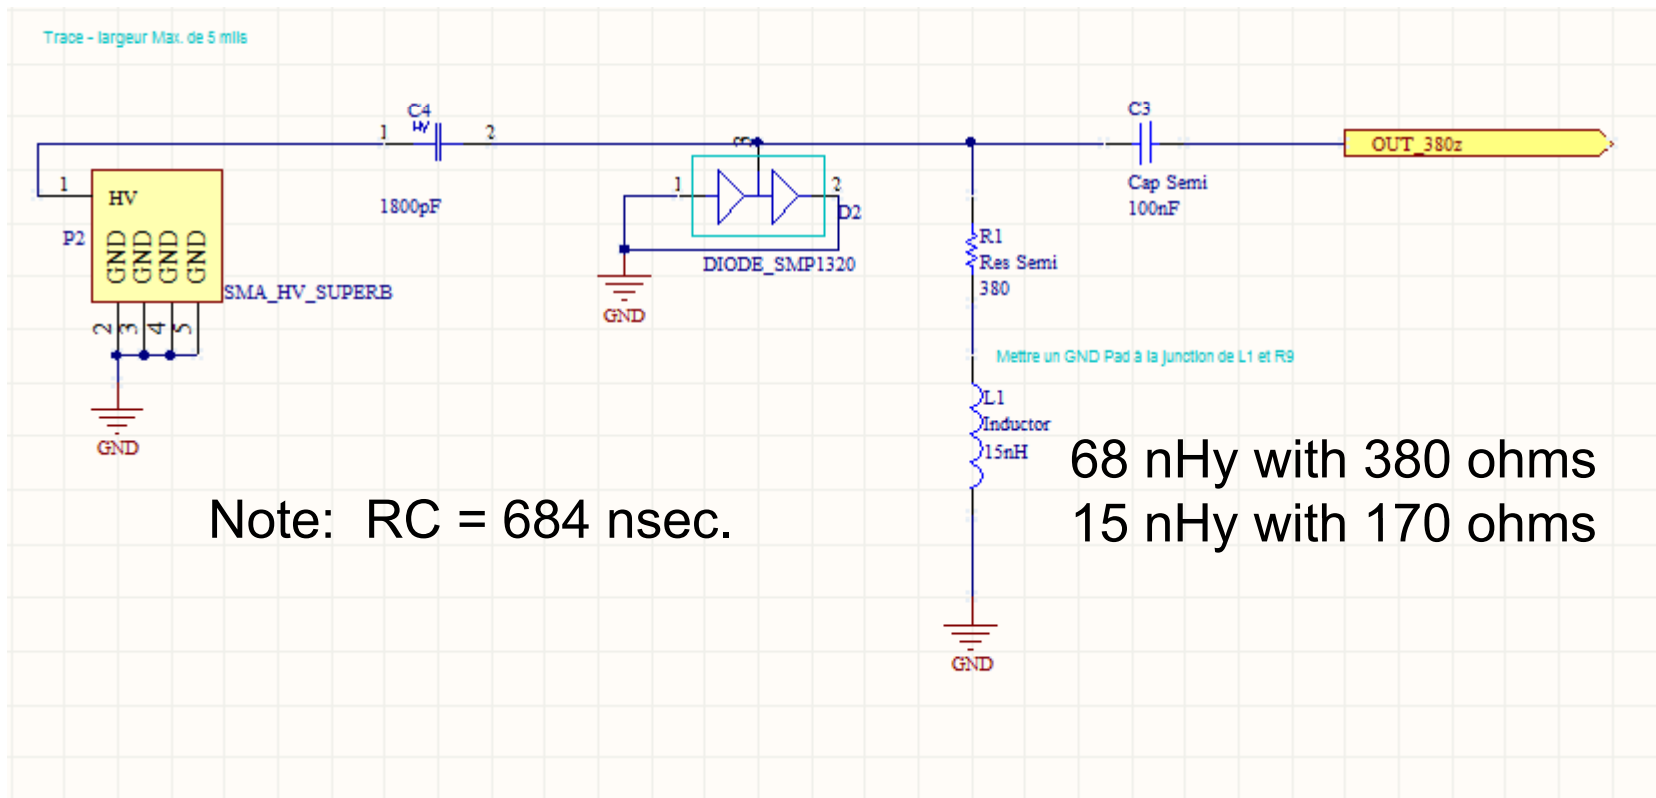 Trace - largeur Max. de 5 mils
C4
HV
1
2
1800pF
1
HV
P2
GND
GND
GND
GND
2
3
4
5
SMA_HV_SUPERB
GND
3
1
2
D2
DIODE_SMP1320
GND
C3
Cap Semi
100nF
OUT_380z
R1
Res Semi
380
Mettre un GND Pad à la junction de L1 et R9
L1
Inductor
15nH
GND
68 nHy with 380 ohms
15 nHy with 170 ohms
Note: RC = 684 nsec.